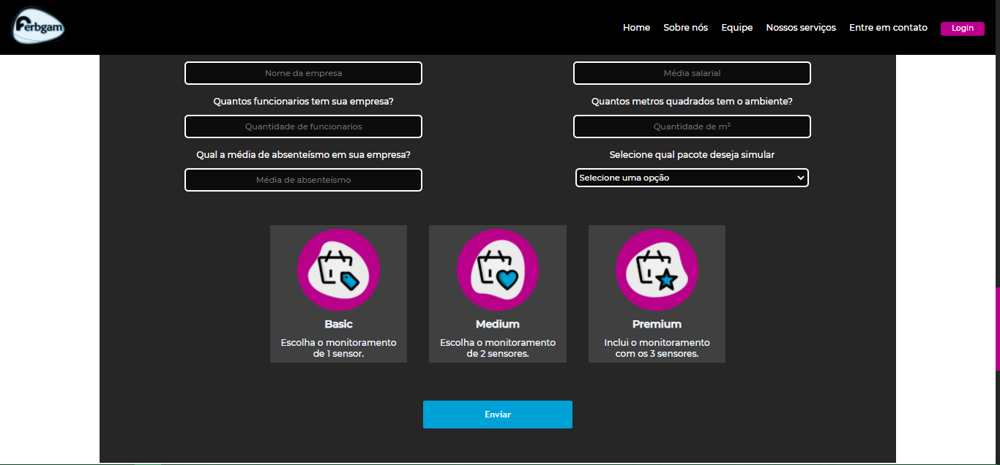 Ferbgam
Home
Sobre nós
Equipe
Nossos serviços
Entre em contato
Login
Nome da empresa
Média salarial
Quantos funcionarios tem sua empresa?
Quantos metros quadrados tem o ambiente?
Quantidade de funcionarios
Quantidade de m²
Qual a média de absenteísmo em sua empresa?
Selecione qual pacote deseja simular
Média de absenteísmo
Selecione uma opção
Basic
Escolha o monitoramento
de 1 sensor.
Medium
Escolha o monitoramento
de 2 sensores.
Premium
Inclui o monitoramento
com os 3 sensores.
Enviar